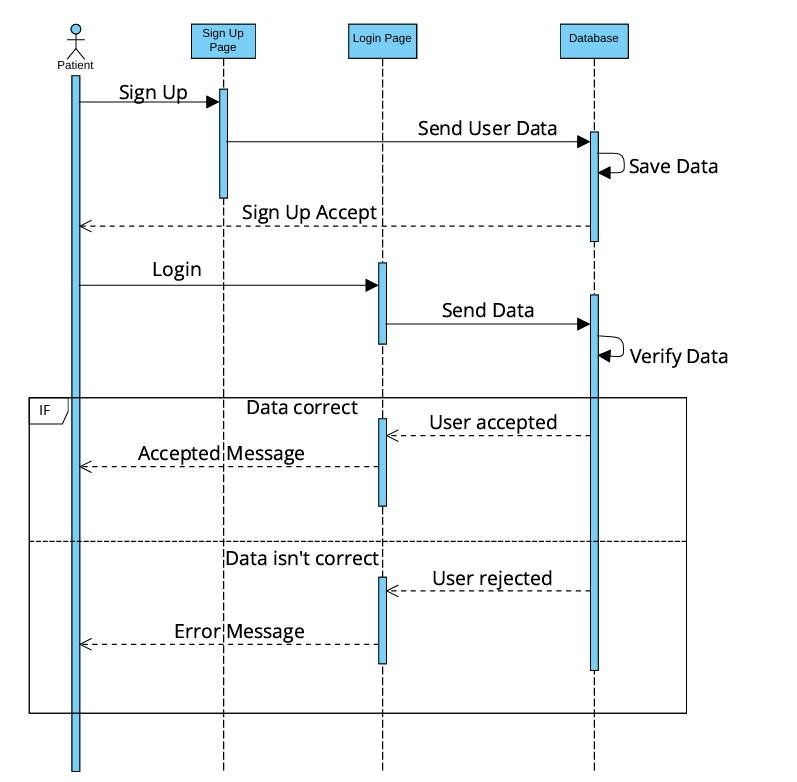 Sign Up
Page
Login Page
Database
Patient
Sign Up
Send User Data
Save Data
Sign Up Accept
Login
Send Data
Verify Data
IF
Data correct
User accepted
Accepted Message
Data isn't correct
User rejected
Error Message